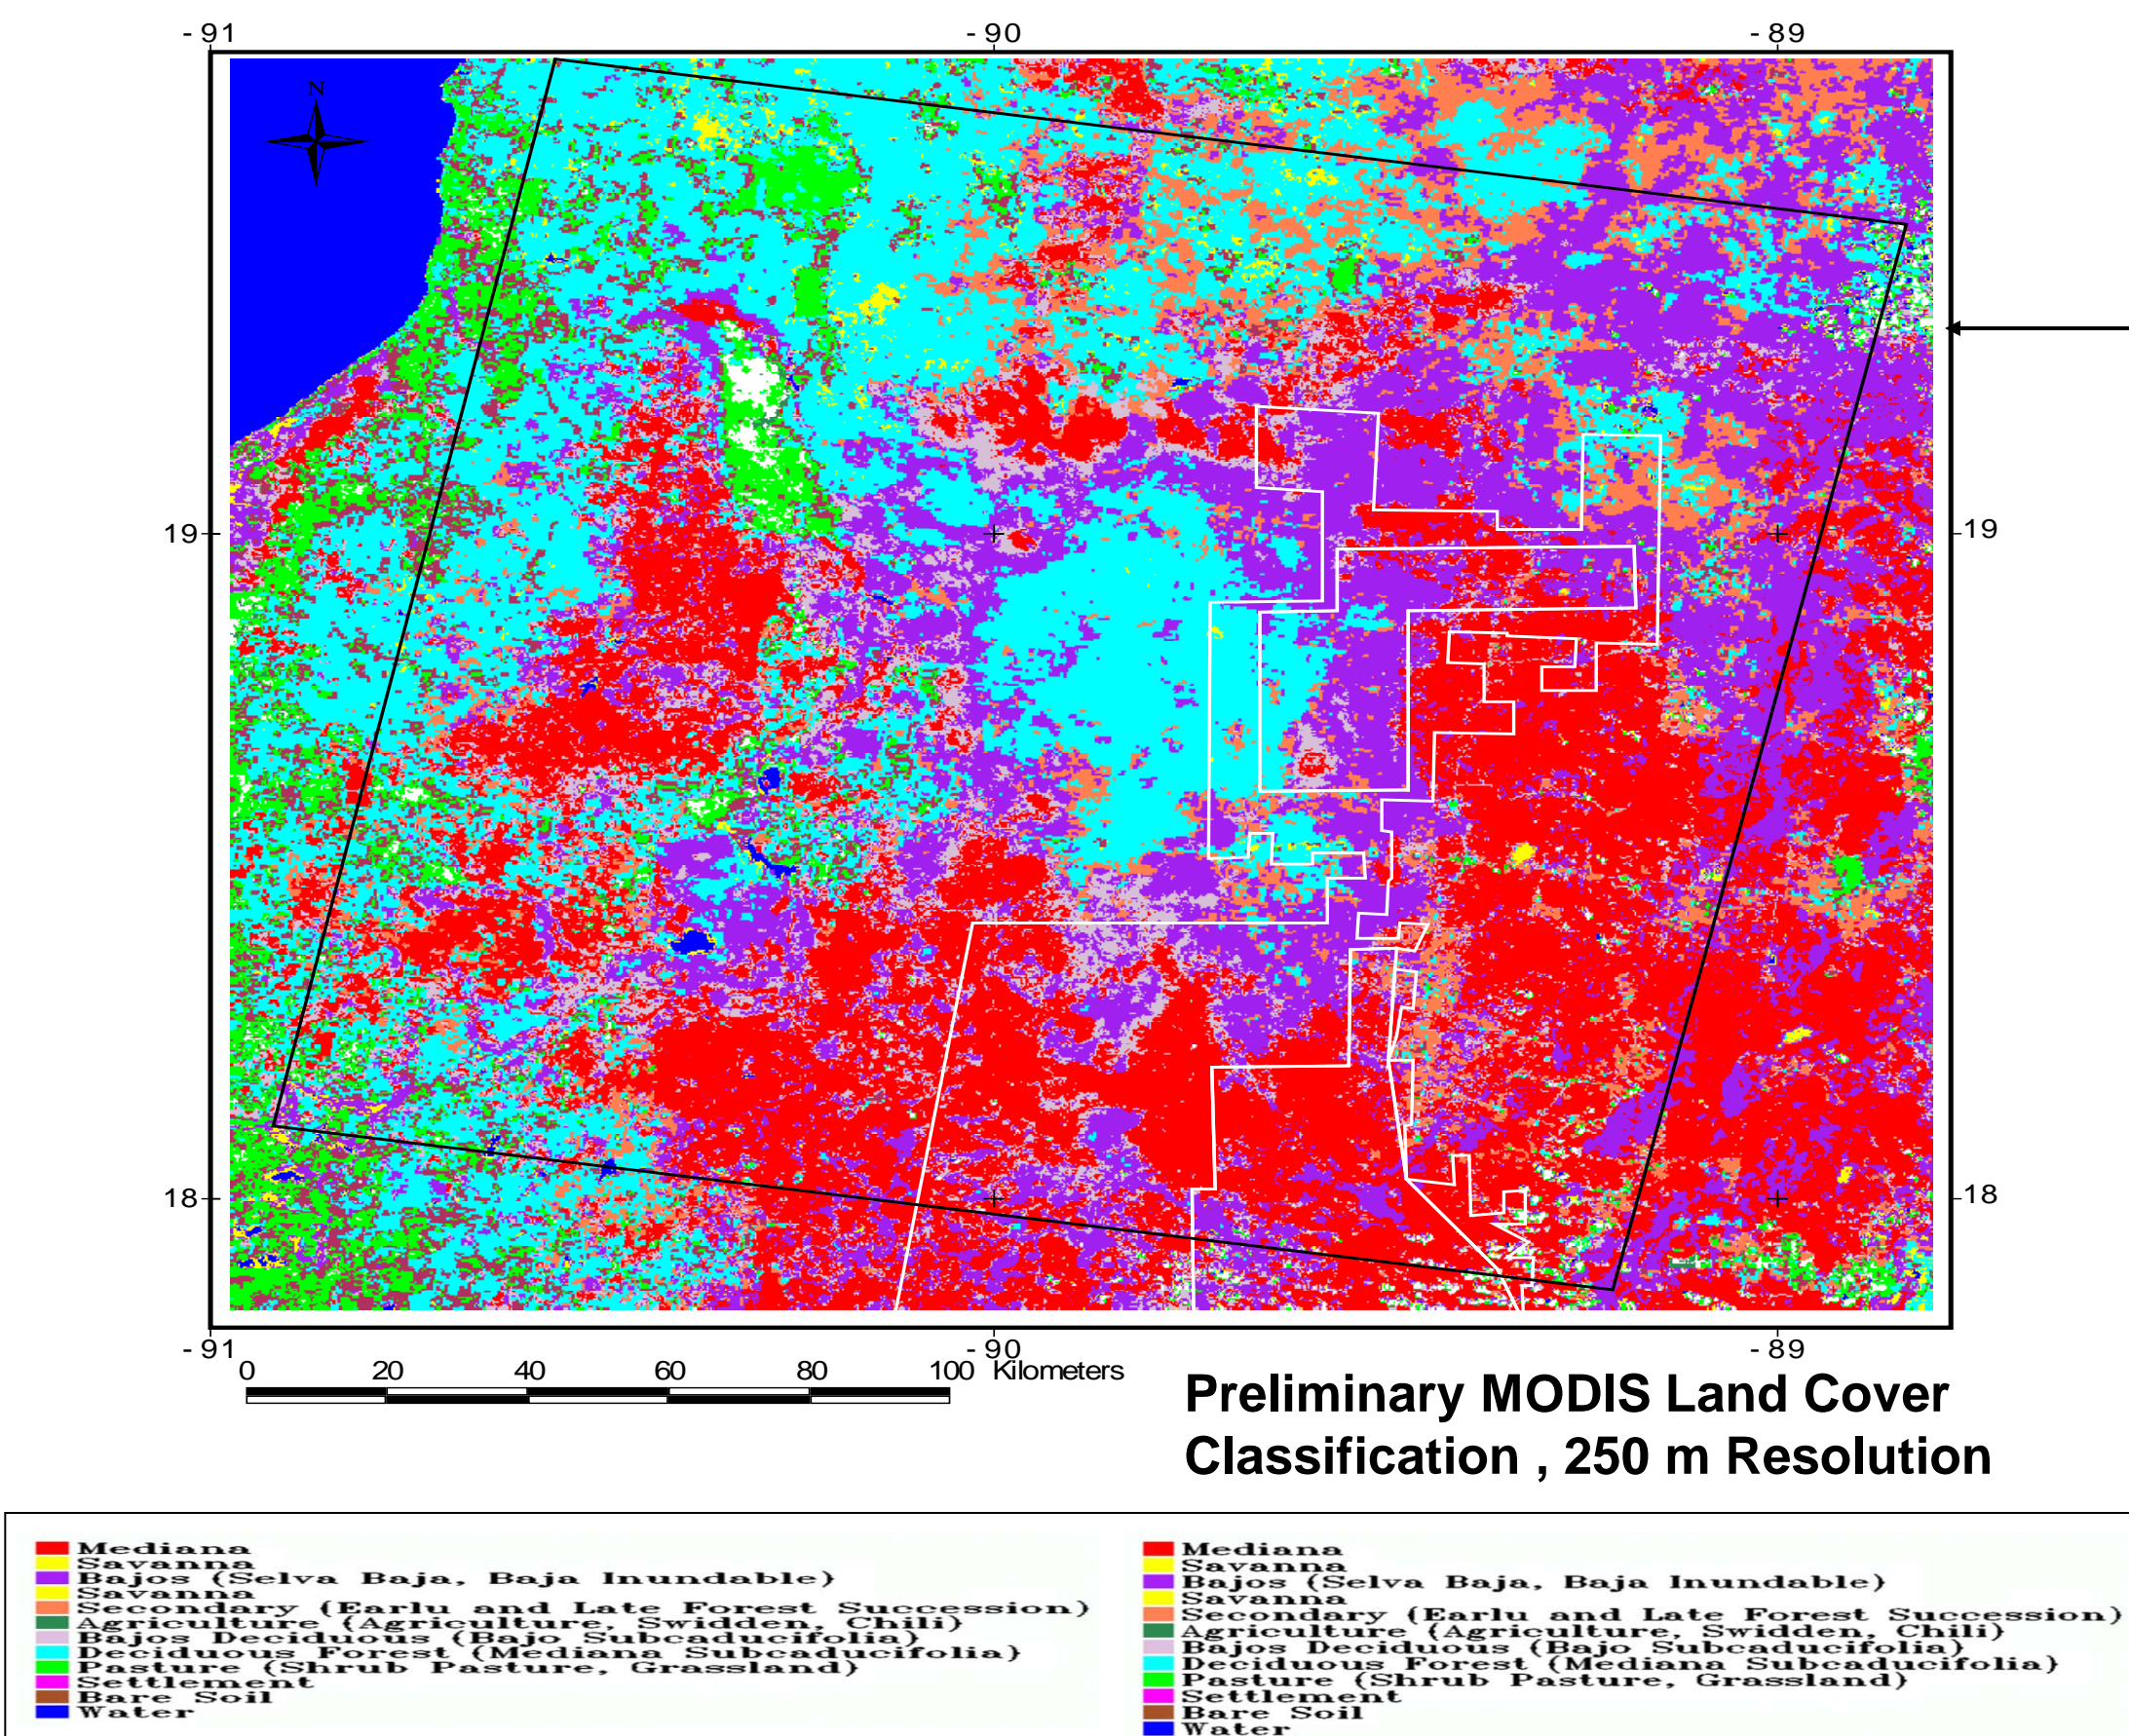 -91 -90 -89
N
19 19
18 18
-91 -90 -89
0 20 40 60 80 100 Kilometers
Preliminary MODIS Land Cover
Classification , 250 m Resolution
Mediana
Savanna
Bajos (Selva Baja, Baja Inundable)
Savanna
Secondary (Earlu and Late Forest Succession)
Agriculture (Agriculture, Swidden, Chili)
Bajos Deciduous (Bajo Subcaducifolia)
Deciduous Forest (Mediana Subcaducifolia)
Pasture (Shrub Pasture, Grassland)
Settlement
Bare Soil
Water
Mediana
Savanna
Bajos (Selva Baja, Baja Inundable)
Savanna
Secondary (Earlu and Late Forest Succession)
Agriculture (Agriculture, Swidden, Chili)
Bajos Deciduous (Bajo Subcaducifolia)
Deciduous Forest (Mediana Subcaducifolia)
Pasture (Shrub Pasture, Grassland)
Settlement
Bare Soil
Water